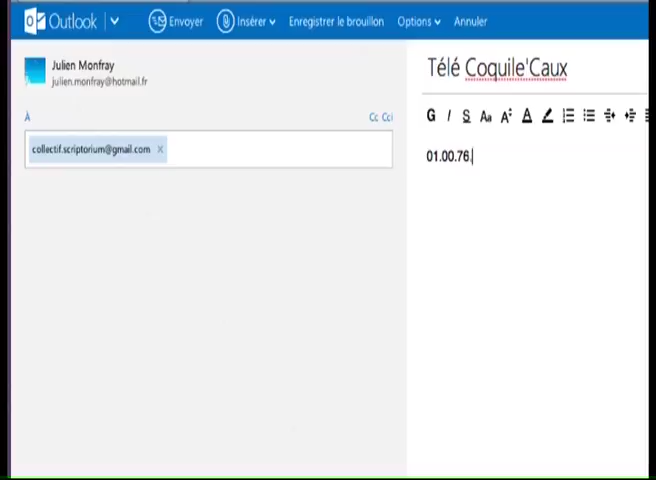 Outlook Envoyer Insérer Enregistrer le brouillon Options Annuler
Julien Monfray
julien.monfray@hotmail.fr
À Cc Cci
collectif.scriptorium@gmail.com ×
Télé Coquile'Caux
G I S Aa A A
01.00.76.